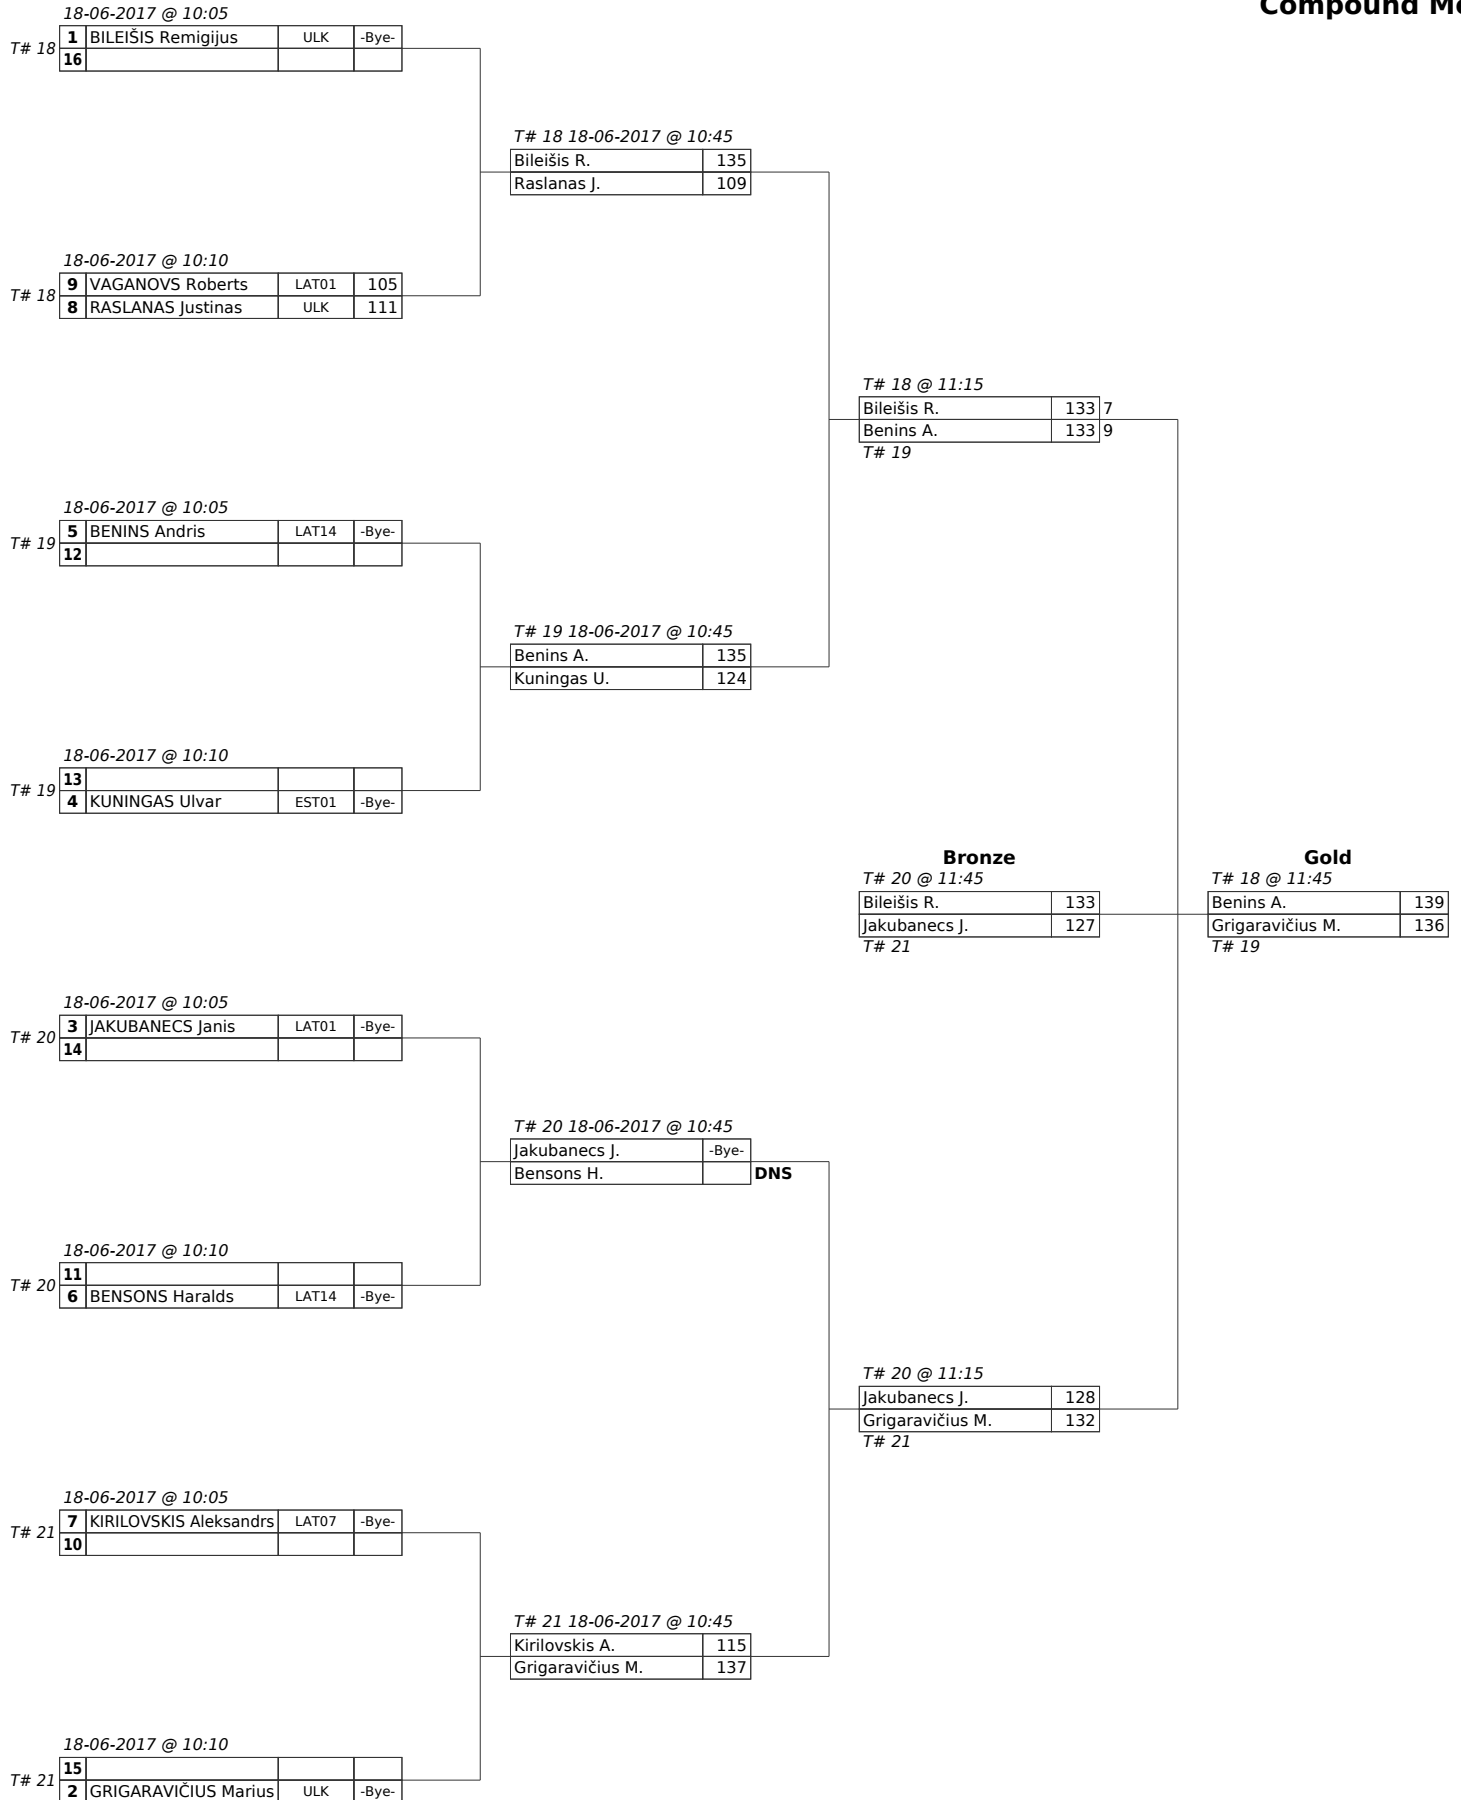 Compound Me
18-06-2017 @ 10:05
T# 18
1 BILEIŠIS Remigijus ULK -Bye-
16
T# 18 18-06-2017 @ 10:45
Bileišis R. 135
Raslanas J. 109
18-06-2017 @ 10:10
T# 18
9 VAGANOVS Roberts LAT01 105
8 RASLANAS Justinas ULK 111
T# 18 @ 11:15
Bileišis R. 133 7
Benins A. 133 9
T# 19
18-06-2017 @ 10:05
T# 19
5 BENINS Andris LAT14 -Bye-
12
T# 19 18-06-2017 @ 10:45
Benins A. 135
Kuningas U. 124
18-06-2017 @ 10:10
T# 19
13
4 KUNINGAS Ulvar EST01 -Bye-
Bronze
T# 20 @ 11:45
Bileišis R. 133
Jakubanecs J. 127
T# 21
Gold
T# 18 @ 11:45
Benins A. 139
Grigaravičius M. 136
T# 19
18-06-2017 @ 10:05
T# 20
3 JAKUBANECS Janis LAT01 -Bye-
14
T# 20 18-06-2017 @ 10:45
Jakubanecs J. -Bye-
Bensons H. DNS
18-06-2017 @ 10:10
T# 20
11
6 BENSONS Haralds LAT14 -Bye-
T# 20 @ 11:15
Jakubanecs J. 128
Grigaravičius M. 132
T# 21
18-06-2017 @ 10:05
T# 21
7 KIRILOVSKIS Aleksandrs LAT07 -Bye-
10
T# 21 18-06-2017 @ 10:45
Kirilovskis A. 115
Grigaravičius M. 137
18-06-2017 @ 10:10
T# 21
15
2 GRIGARAVIČIUS Marius ULK -Bye-